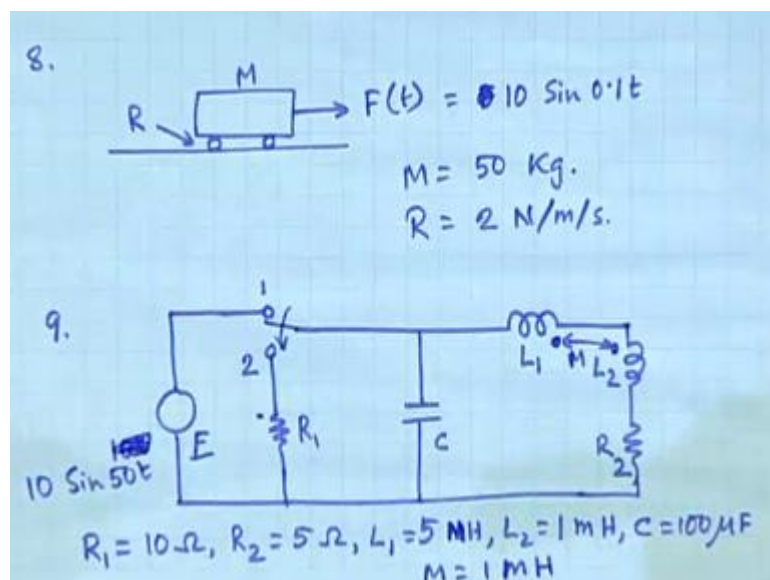 8.
M
R
F(t) = 10 Sin 0.1t
M = 50 Kg.
R = 2 N/m/s.
9.
1
2
L1 M L2
R1
C
R2
E
10 Sin 50t
R1 = 10 Ω, R2 = 5 Ω, L1 = 5 MH, L2 = 1 mH, C = 100 μF
M = 1 mH